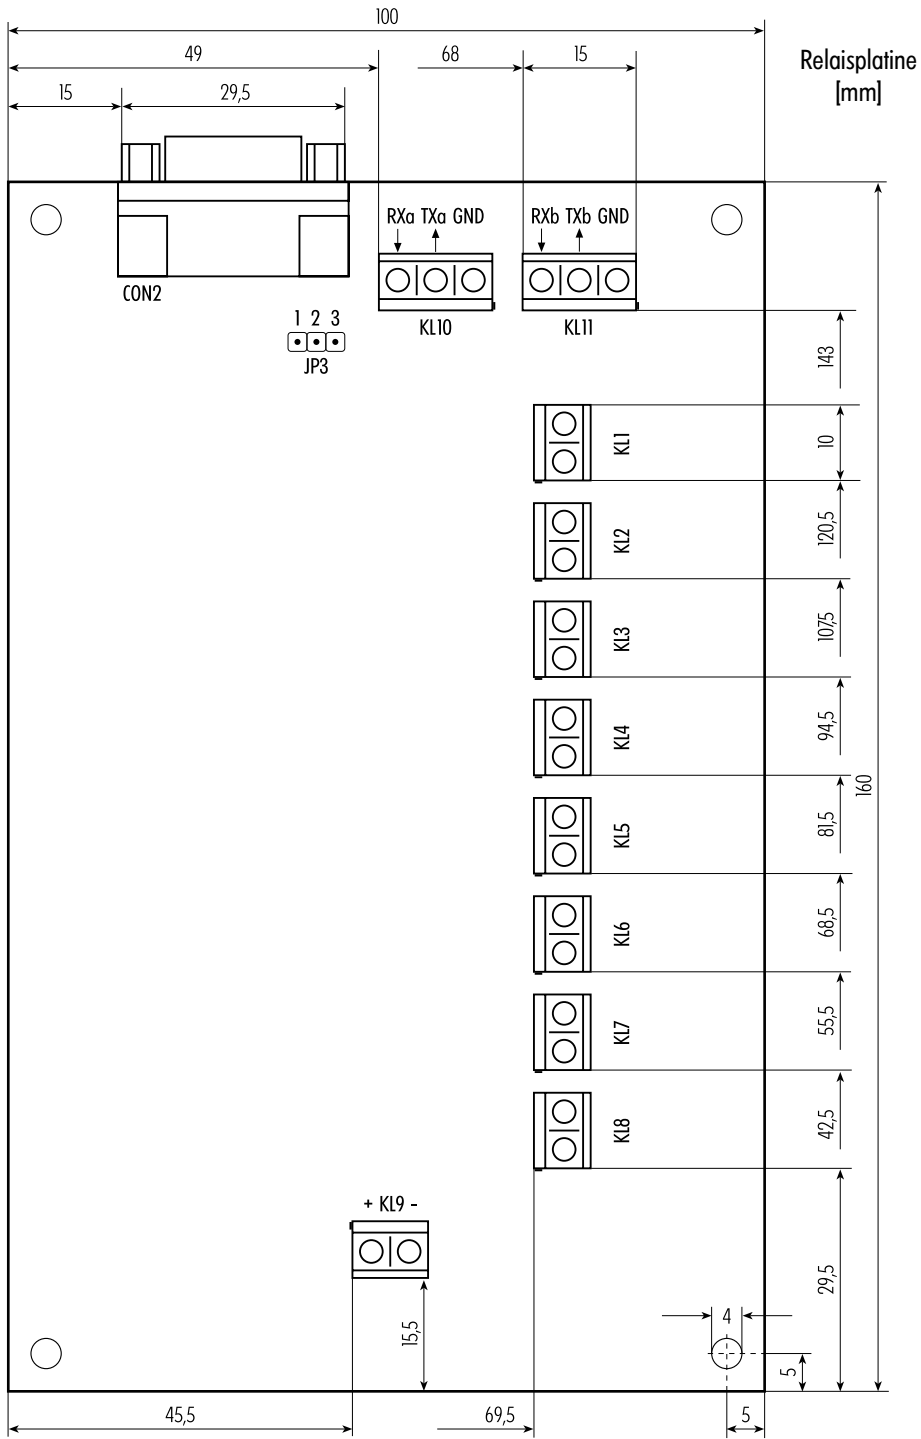 100
49
68
15
Relaisplatine
[mm]
15
29,5
RXa TXa GND
RXb TXb GND
CON2
KL10
KL11
1 2 3
JP3
143
KL1
10
KL2
120,5
KL3
107,5
KL4
94,5
160
KL5
81,5
KL6
68,5
KL7
55,5
KL8
42,5
+ KL9 -
29,5
15,5
4
5
45,5
69,5
5